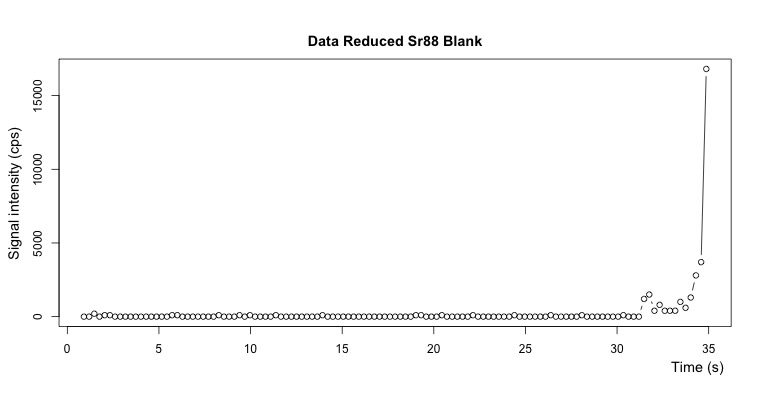 Data Reduced Sr88 Blank
Signal intensity (cps)
15000
10000
5000
0
0 5 10 15 20 25 30 35
Time (s)